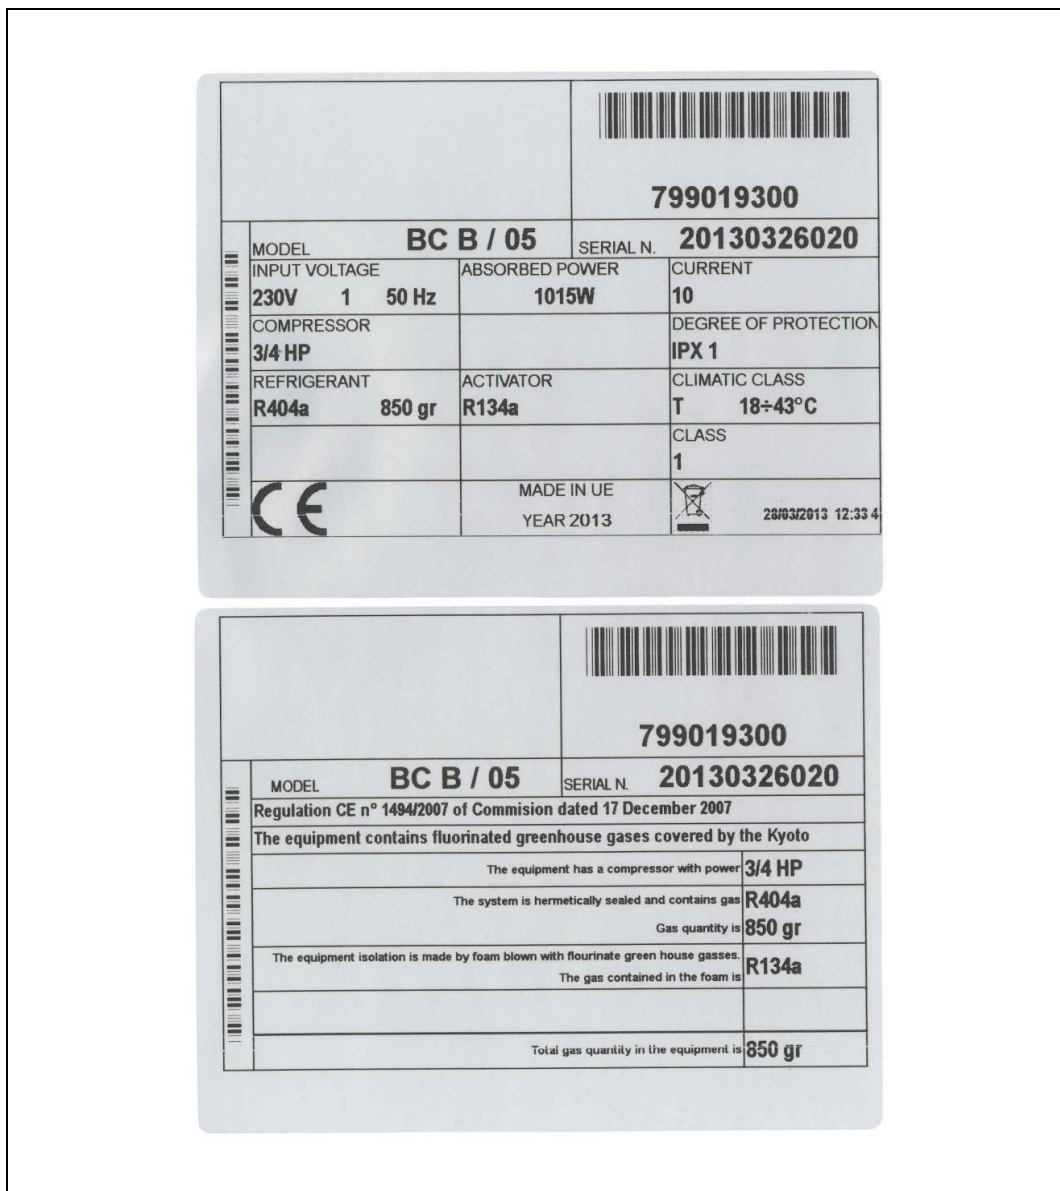 799019300
MODEL BC B / 05 SERIAL N. 20130326020
INPUT VOLTAGE ABSORBED POWER CURRENT
230V 1 50 Hz 1015W 10
COMPRESSOR DEGREE OF PROTECTION
3/4 HP IPX 1
REFRIGERANT ACTIVATOR CLIMATIC CLASS
R404a 850 gr R134a T 18÷43°C
CLASS
1
CE MADE IN UE
YEAR 2013 28/03/2013 12:33 4
799019300
MODEL BC B / 05 SERIAL N. 20130326020
Regulation CE n° 1494/2007 of Commision dated 17 December 2007
The equipment contains fluorinated greenhouse gases covered by the Kyoto
The equipment has a compressor with power 3/4 HP
The system is hermetically sealed and contains gas R404a
Gas quantity is 850 gr
The equipment isolation is made by foam blown with flourinate green house gasses.
The gas contained in the foam is R134a
Total gas quantity in the equipment is 850 gr